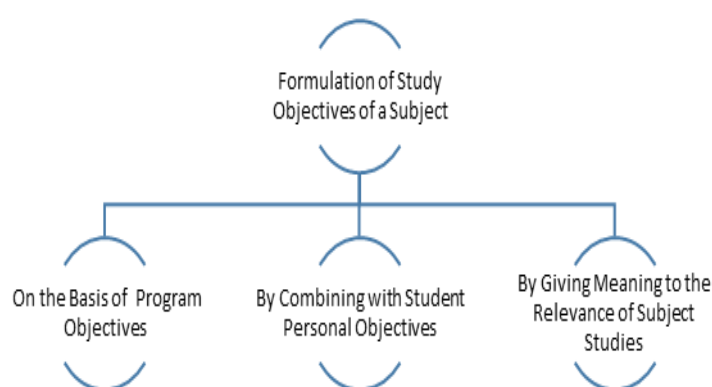 Formulation of Study
Objectives of a Subject
On the Basis of Program
Objectives
By Combining with Student
Personal Objectives
By Giving Meaning to the
Relevance of Subject
Studies